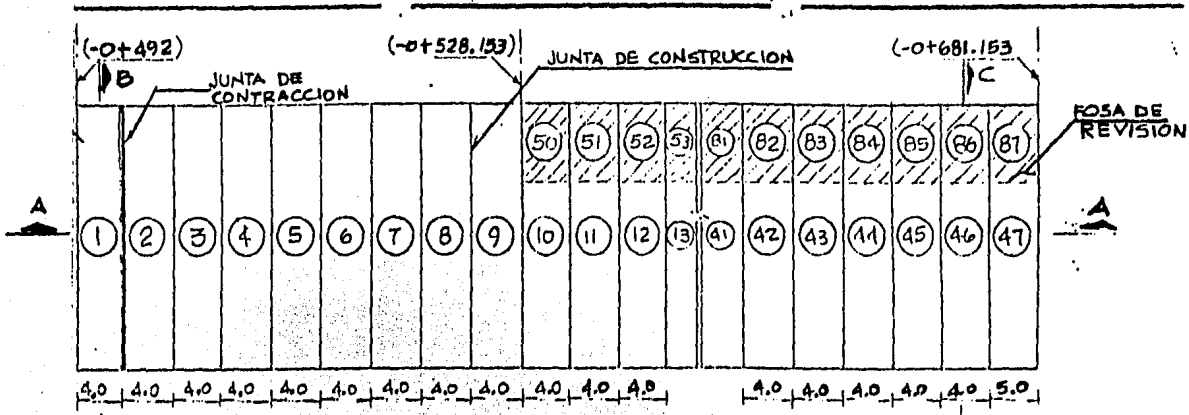 (-0+492)
(-0+528.153)
(-0+681.153
B
JUNTA DE CONTRACCION
JUNTA DE CONSTRUCCION
C
FOSA DE REVISIÓN
50 51 52 53 81 82 83 84 85 86 87
A
A
1 2 3 4 5 6 7 8 9 10 11 12 13 41 42 43 44 45 46 47
4.0 4.0 4.0 4.0 4.0 4.0 4.0 4.0 4.0 4.0 4.0 4.0 4.0 4.0 4.0 4.0 4.0 5.0